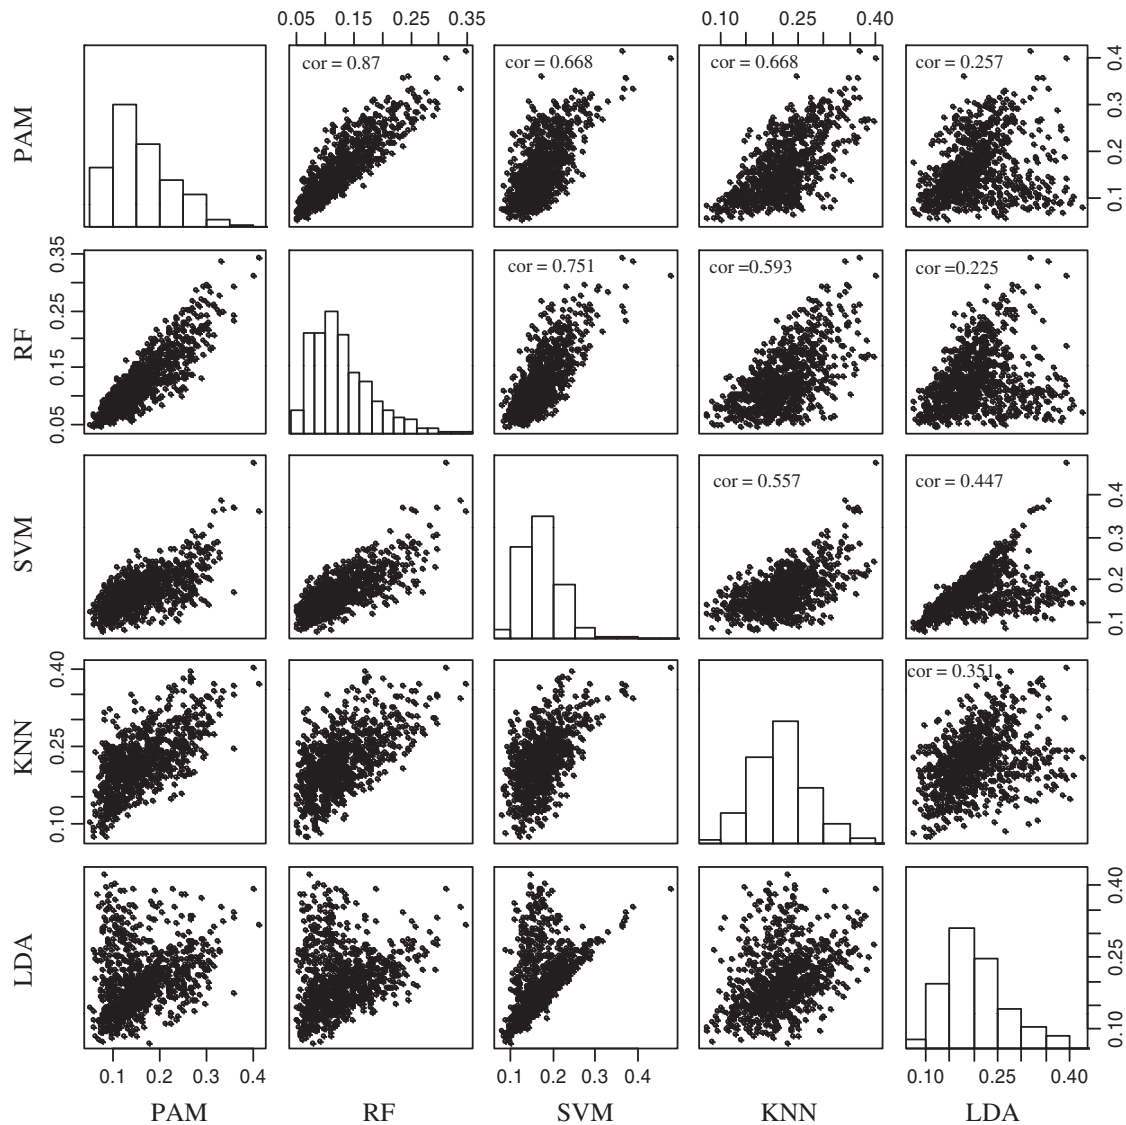 0.05 0.15 0.25 0.35
0.10 0.25 0.40
PAM
cor = 0.87
cor = 0.668
cor = 0.668
cor = 0.257
0.4
0.3
0.2
0.1
RF
0.35
0.25
0.15
0.05
cor = 0.751
cor =0.593
cor =0.225
SVM
cor = 0.557
cor = 0.447
0.4
0.3
0.2
0.1
KNN
0.40
0.25
0.10
cor = 0.351
LDA
0.40
0.25
0.10
0.1 0.2 0.3 0.4
0.1 0.2 0.3 0.4
0.10 0.25 0.40
PAM RF SVM KNN LDA